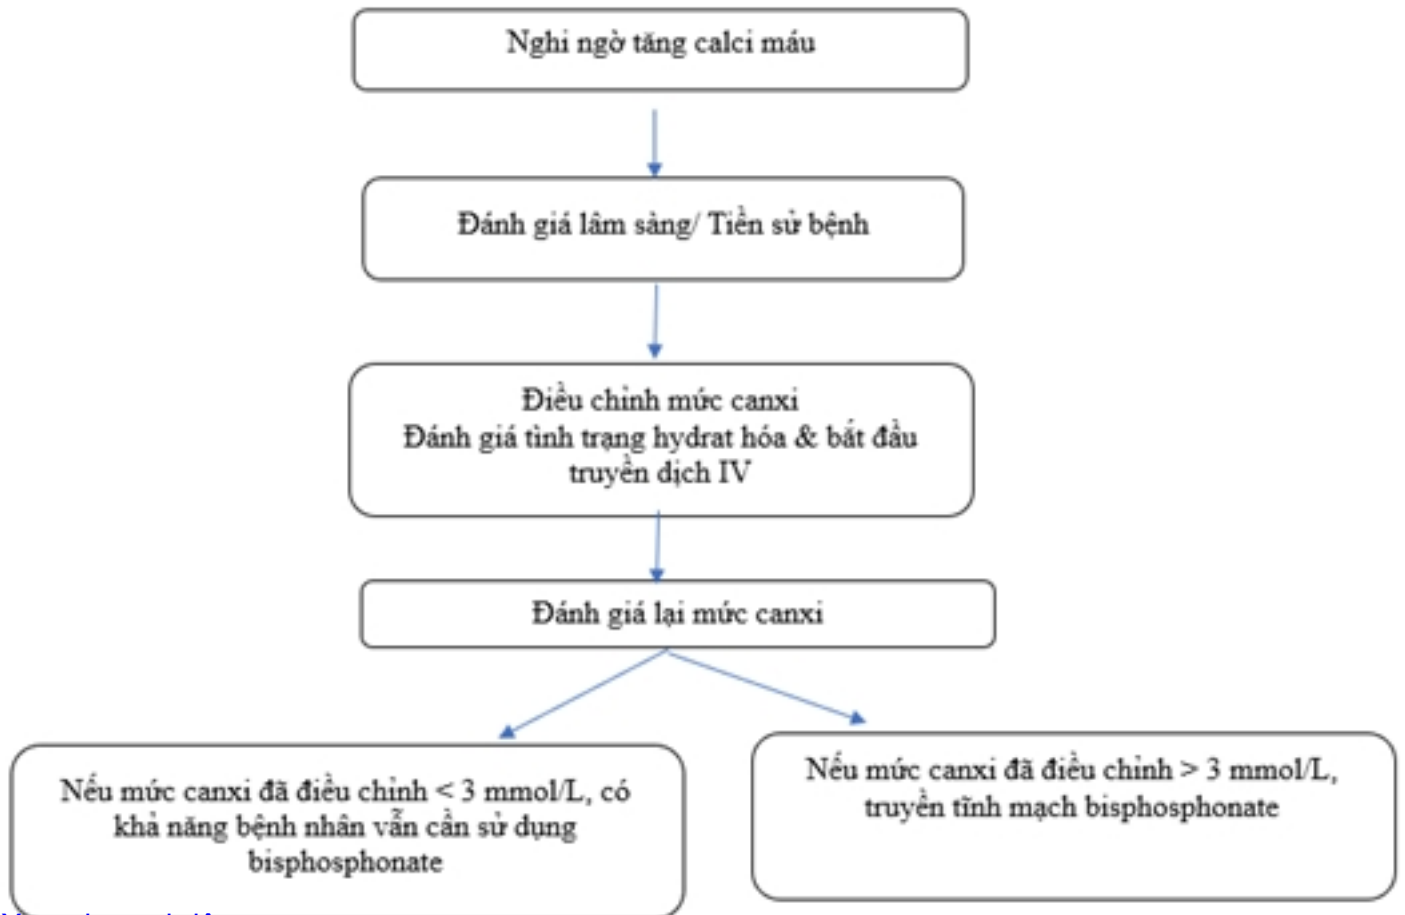 Nghi ngờ tăng calci máu
Đánh giá lâm sàng/ Tiền sử bệnh
Điều chỉnh mức canxi
Đánh giá tình trạng hydrat hóa & bắt đầu
truyền dịch IV
Đánh giá lại mức canxi
Nếu mức canxi đã điều chỉnh < 3 mmol/L, có
khả năng bệnh nhân vẫn cần sử dụng
bisphosphonate
Nếu mức canxi đã điều chỉnh > 3 mmol/L,
truyền tĩnh mạch bisphosphonate